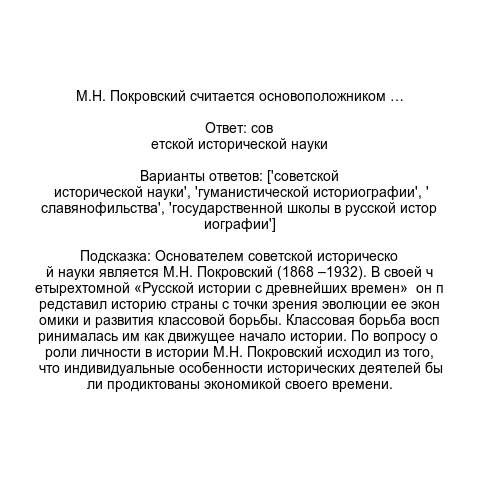 М.Н. Покровский считается основоположником …
Ответ: сов
етской исторической науки
Варианты ответов: ['советской
исторической науки', 'гуманистической историографии', '
славянофильства', 'государственной школы в русской истор
иографии']
Подсказка: Основателем советской историческо
й науки является М.Н. Покровский (1868 –1932). В своей ч
етырехтомной «Русской истории с древнейших времен»  он п
редставил историю страны с точки зрения эволюции ее экон
омики и развития классовой борьбы. Классовая борьба восп
ринималась им как движущее начало истории. По вопросу о
роли личности в истории М.Н. Покровский исходил из того,
что индивидуальные особенности исторических деятелей бы
ли продиктованы экономикой своего времени.